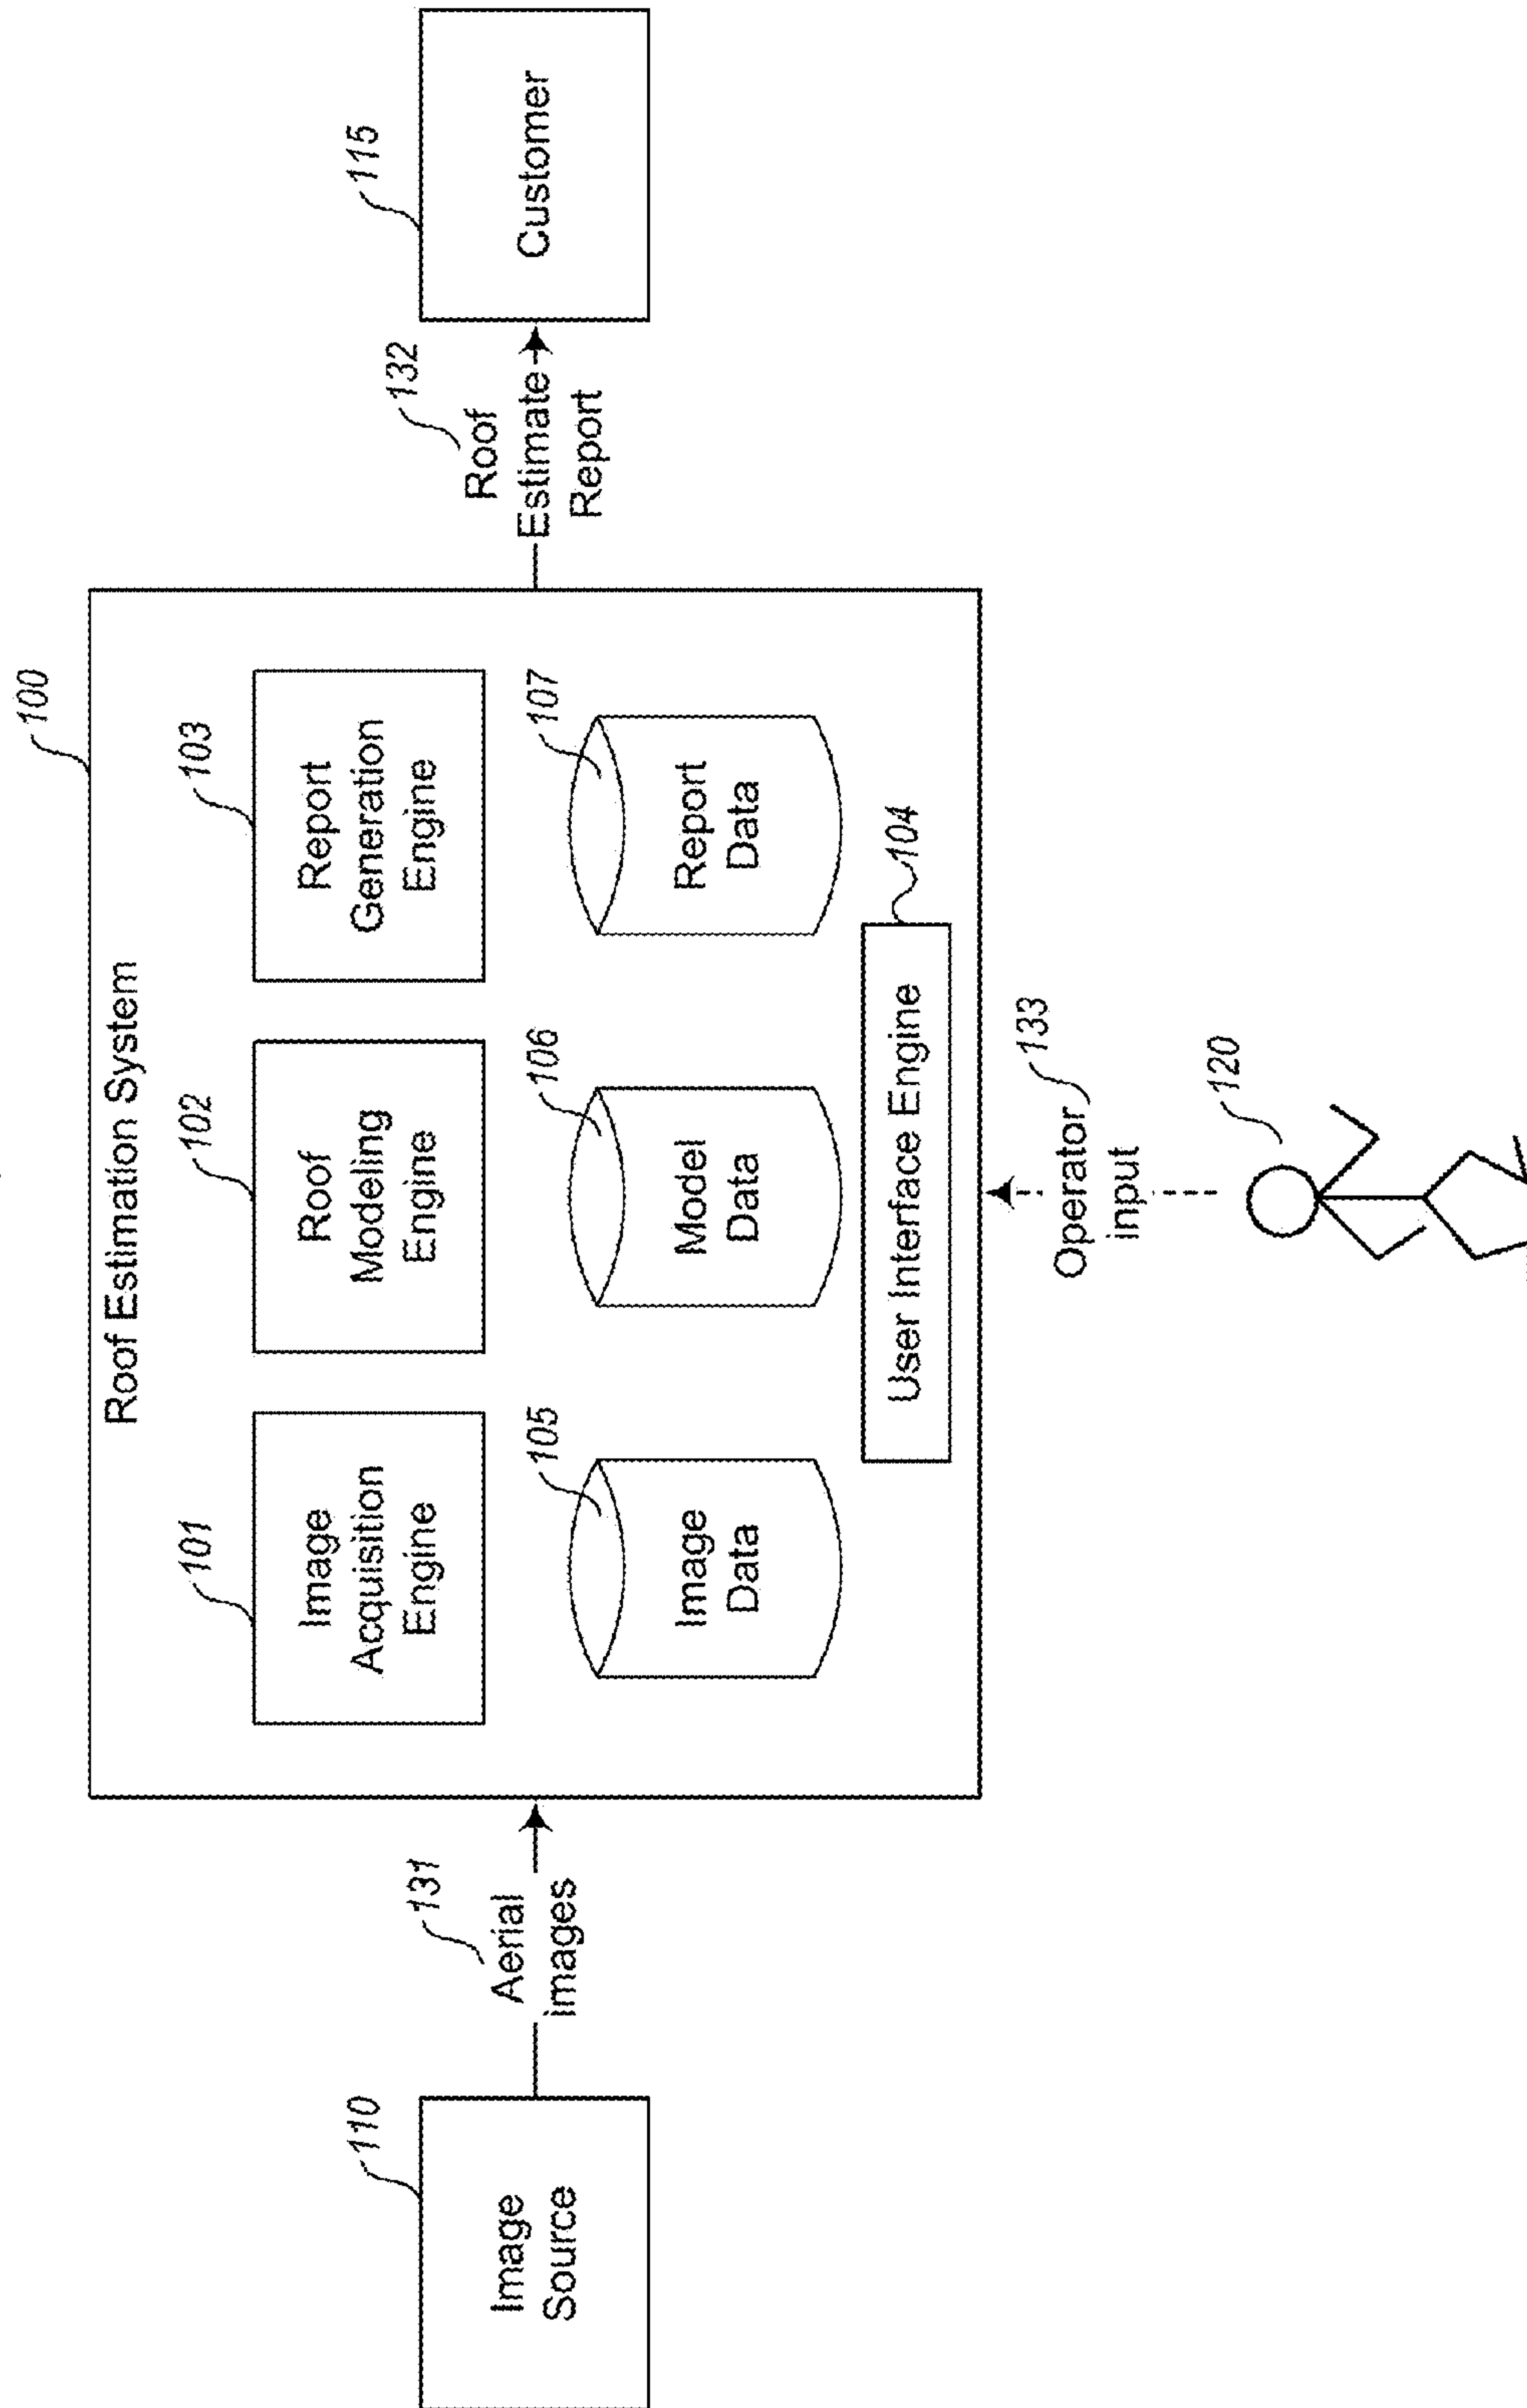 100
Roof Estimation System
101
102
103
Image
Acquisition
Engine
Roof
Modeling
Engine
Report
Generation
Engine
110
Image
Source
131
Aerial
images
132
Roof
Estimate
Report
115
Customer
105
Image
Data
106
Model
Data
107
Report
Data
User Interface Engine
104
Operator
input
133
120